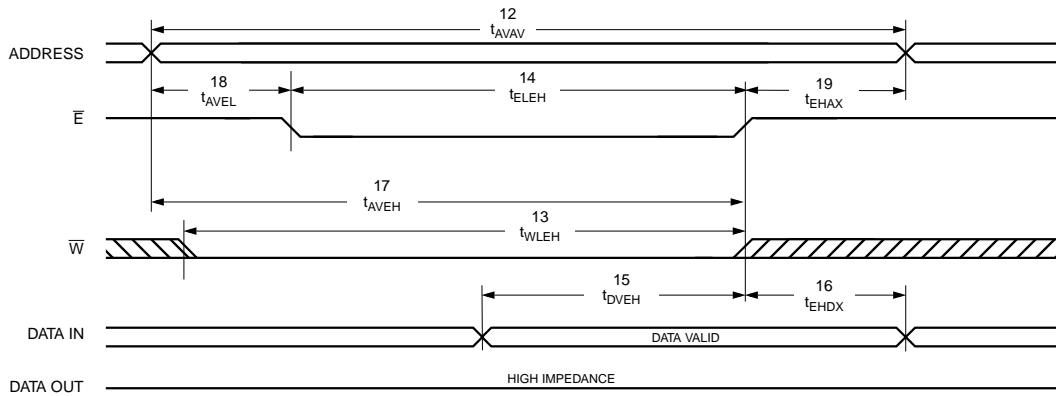 12
tAVAV
ADDRESS
18
tAVEL
14
tELEH
19
tEHAX
E̅
17
tAVEH
13
tWLEH
W̅
15
tDVEH
16
tEHDX
DATA IN
DATA VALID
DATA OUT
HIGH IMPEDANCE